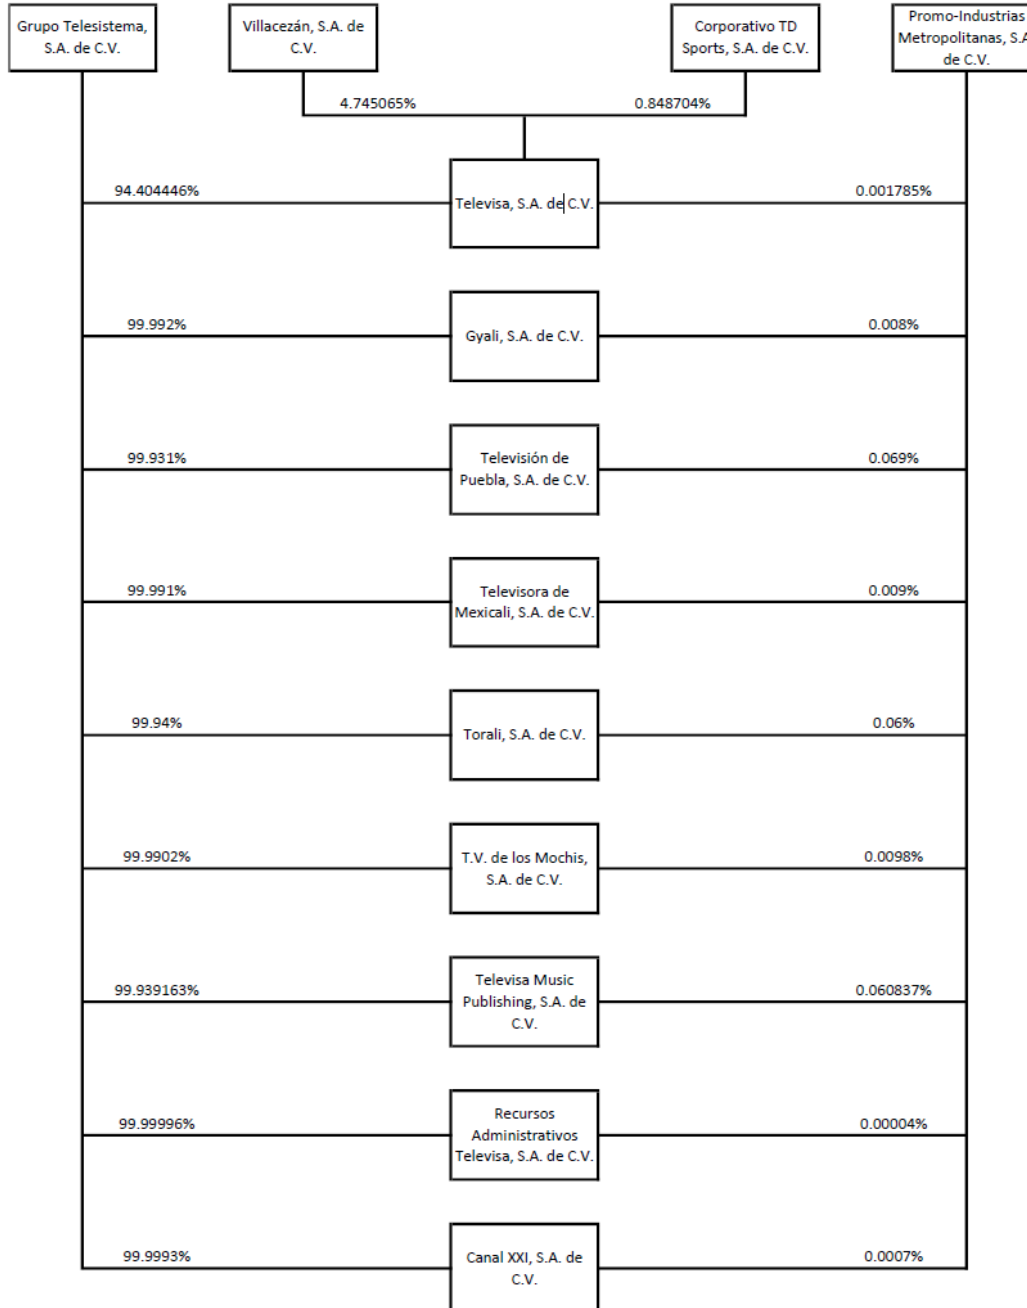 Grupo Telesistema,
S.A. de C.V.
Villacezán, S.A. de
C.V.
Corporativo TD
Sports, S.A. de C.V.
Promo-Industrias
Metropolitanas, S.A
de C.V.
4.745065%
0.848704%
94.404446%
Televisa, S.A. de C.V.
0.001785%
99.992%
Gyali, S.A. de C.V.
0.008%
99.931%
Televisión de
Puebla, S.A. de C.V.
0.069%
99.991%
Televisora de
Mexicali, S.A. de C.V.
0.009%
99.94%
Torali, S.A. de C.V.
0.06%
99.9902%
T.V. de los Mochis,
S.A. de C.V.
0.0098%
99.939163%
Televisa Music
Publishing, S.A. de
C.V.
0.060837%
99.99996%
Recursos
Administrativos
Televisa, S.A. de C.V.
0.00004%
99.9993%
Canal XXI, S.A. de
C.V.
0.0007%